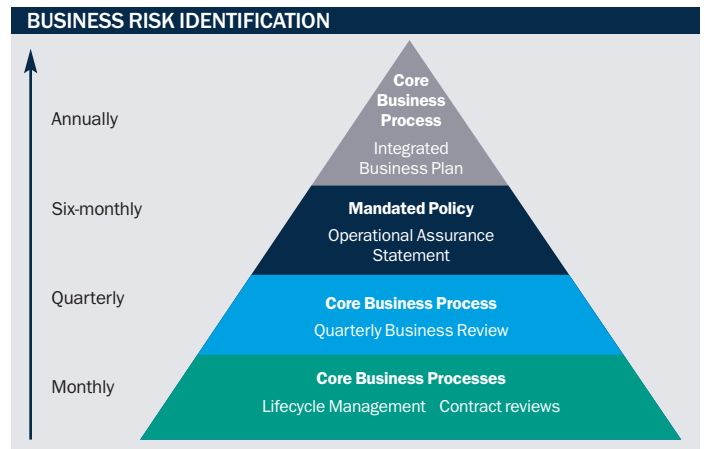 BUSINESS RISK IDENTIFICATION
Annually
Core
Business
Process
Integrated
Business Plan
Six-monthly
Mandated Policy
Operational Assurance
Statement
Quarterly
Core Business Process
Quarterly Business Review
Monthly
Core Business Processes
Lifecycle Management Contract reviews